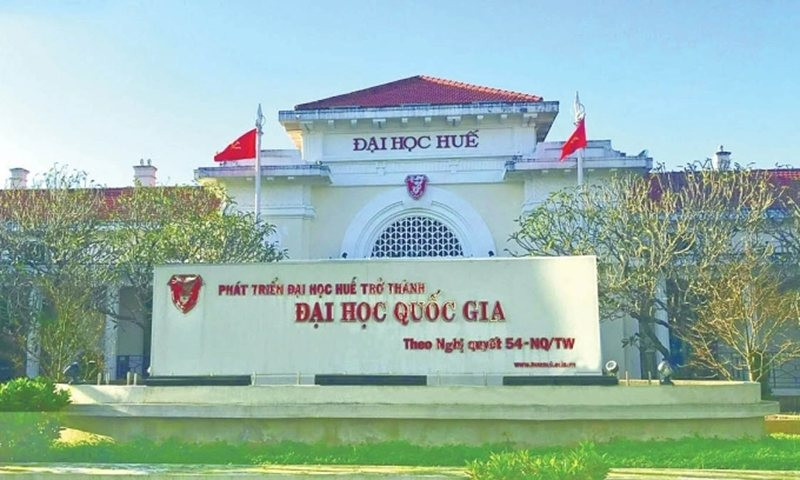 ĐẠI HỌC HUẾ
PHÁT TRIỂN ĐẠI HỌC HUẾ TRỞ THÀNH
ĐẠI HỌC QUỐC GIA
Theo Nghị quyết 54-NQ/TW